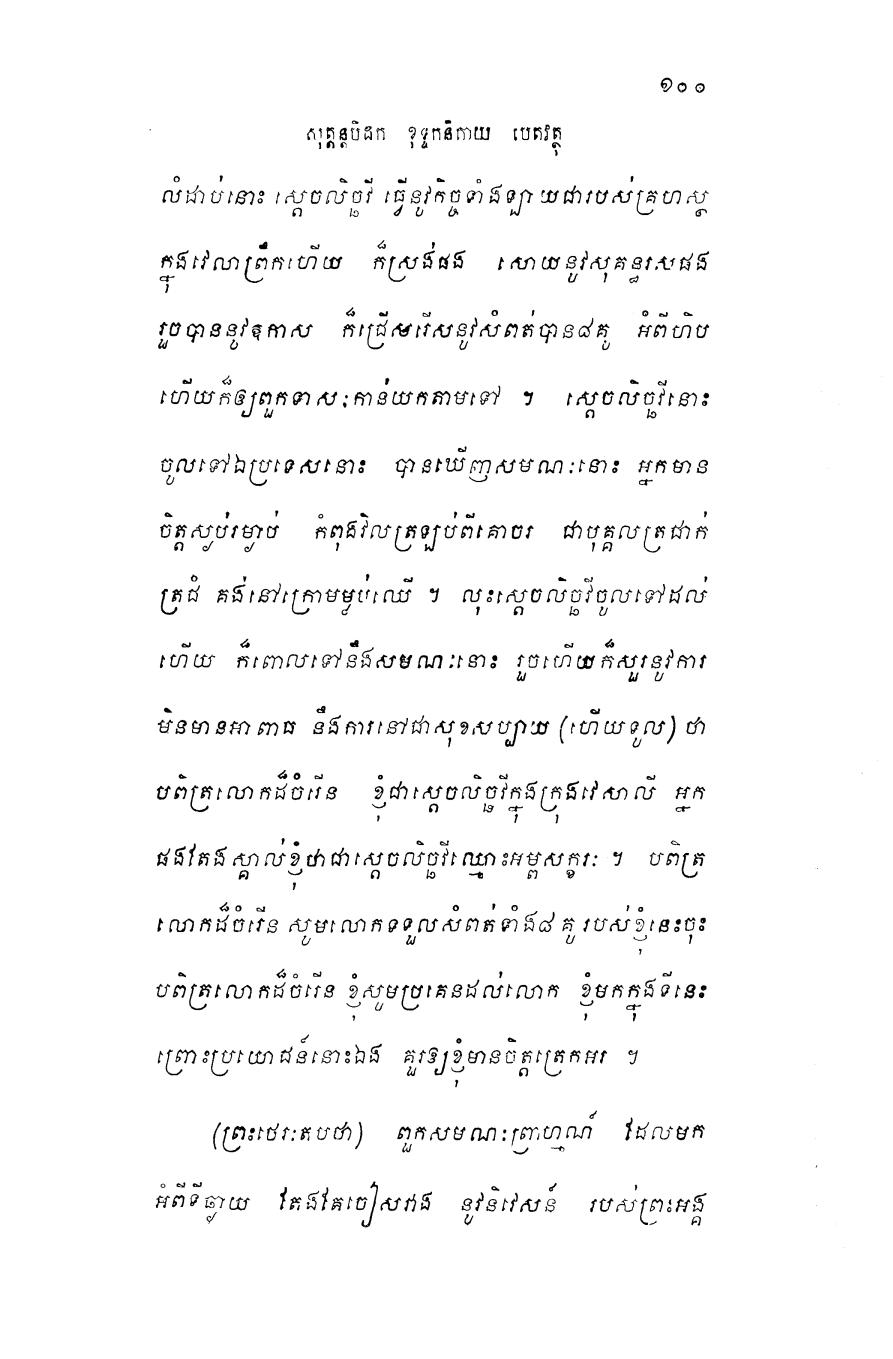 ១០០
សុត្តន្តបិដក ខុទ្ទកនិកាយ បេតវត្ថុ
លំដាប់នោះ ស្តេចលិច្ឆវី ធ្វើនូវកិច្ចទាំងឡាយជារបស់គ្រហស្ថ
ក្នុងវេលាព្រឹកហើយ ក៏ស្រង់ផង សោយនូវសុគន្ធរសផង
រួចបាននូវឱកាស ក៏ជ្រើសរើសនូវសំពត់បាន៨គូ អំពីហិប
ហើយក៏ឲ្យពួកទាសៈកាន់យកតាមទៅ ។ ស្តេចលិច្ឆវីនោះ
ចូលទៅឯប្រទេសនោះ បានឃើញសមណៈនោះ អ្នកមាន
ចិត្តស្ងប់រម្ងាប់ កំពុងវិលត្រឡប់ពីគោចរ ជាបុគ្គលត្រជាក់
ត្រជំ គង់នៅក្រោមម្លប់ឈើ ។ លុះស្តេចលិច្ឆវីចូលទៅដល់
ហើយ ក៏ពោលទៅនឹងសមណៈនោះ រួចហើយក៏សួរនូវការ
មិនមានអាពាធ នឹងការនៅជាសុខសប្បាយ (ហើយទូល) ថា
បពិត្រលោកដ៏ចំរើន ខ្ញុំជាស្តេចលិច្ឆវីក្នុងក្រុងវេសាលី អ្នក
ផងតែងស្គាល់ខ្ញុំថាជាស្តេចលិច្ឆវីឈ្មោះអម្ពសក្ខរៈ ។ បពិត្រ
លោកដ៏ចំរើន សូមលោកទទួលសំពត់ទាំង៨គូ របស់ខ្ញុំនេះចុះ
បពិត្រលោកដ៏ចំរើន ខ្ញុំសូមប្រគេនដល់លោក ខ្ញុំមកក្នុងទីនេះ
ព្រោះប្រយោជន៍នោះឯង គួរឱ្យខ្ញុំមានចិត្តត្រេកអរ ។
(ព្រះថេរៈតបថា) ពួកសមណៈព្រាហ្មណ៍ ដែលមក
អំពីទីឆ្ងាយ តែងតែចៀសវាង នូវនិវេសន៍ របស់ព្រះអង្គ